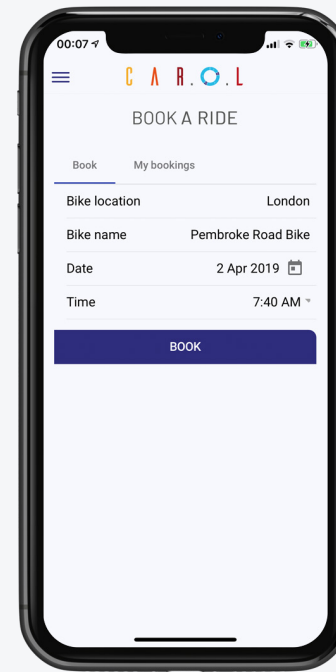 00:07
CAR.O.L
BOOK A RIDE
Book My bookings
Bike location London
Bike name Pembroke Road Bike
Date 2 Apr 2019
Time 7:40 AM
BOOK